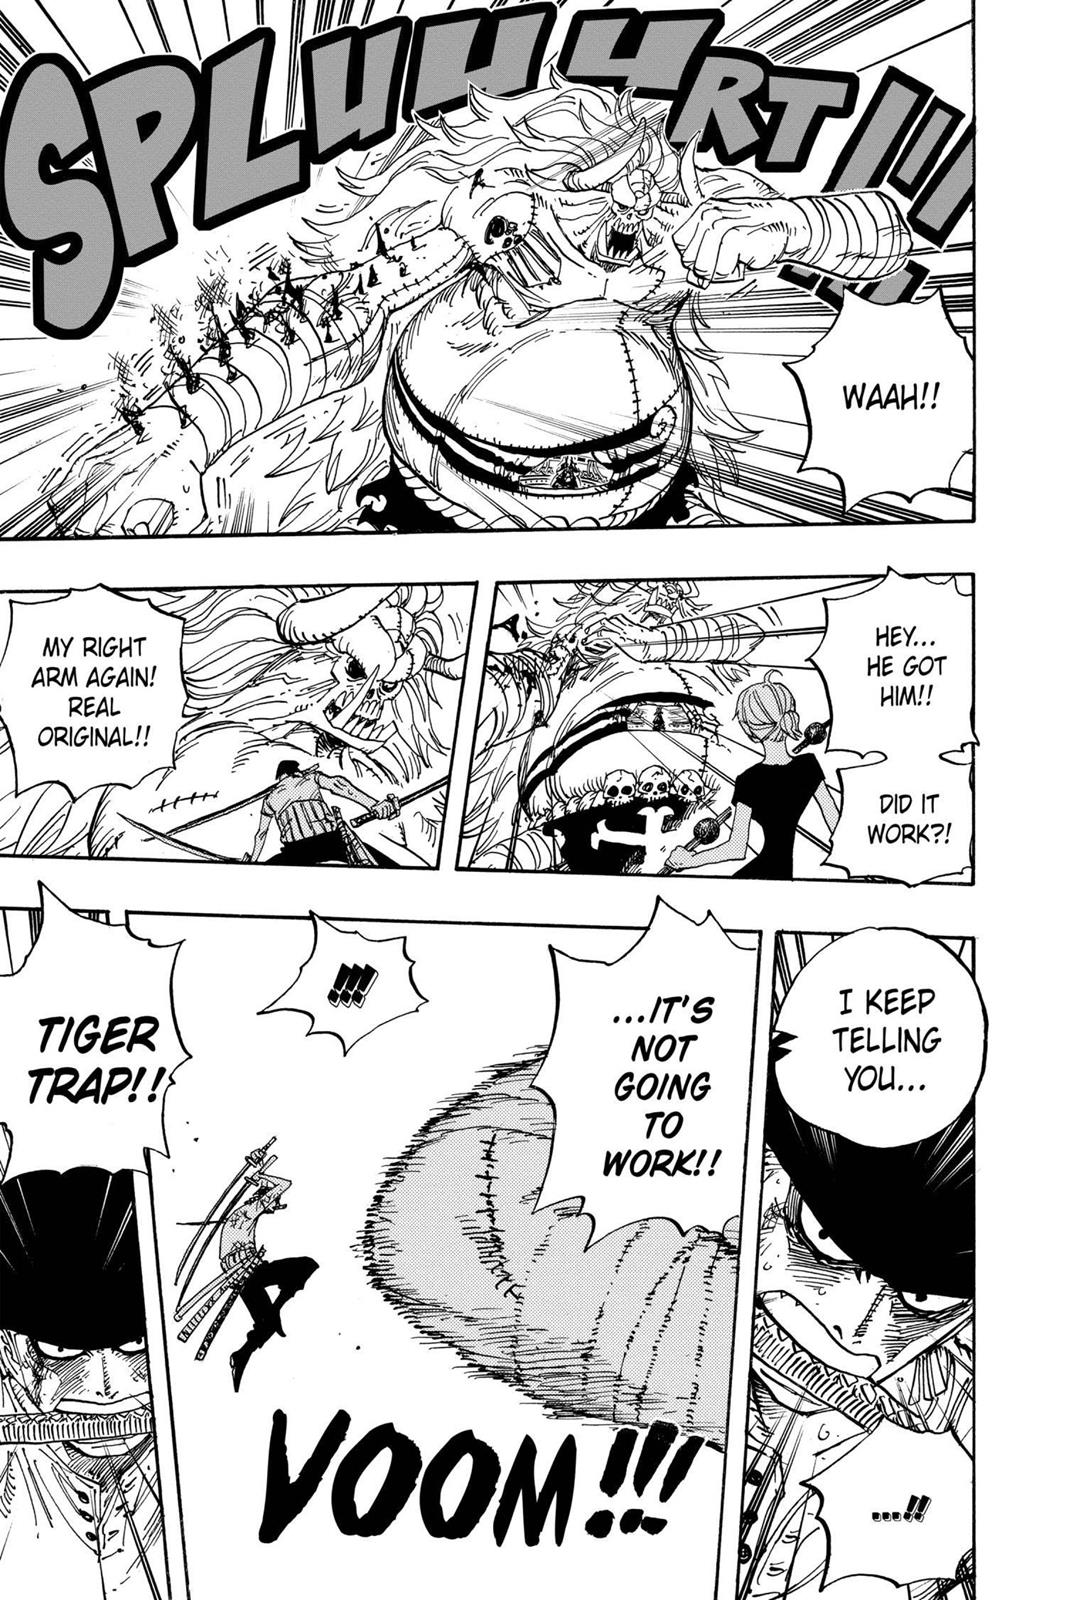 SPLUUUURT!!!
WAAH!!
HEY...
HE GOT
HIM!!
DID IT
WORK?!
MY RIGHT
ARM AGAIN!
REAL
ORIGINAL!!
I KEEP
TELLING
YOU...
...!!
...IT'S
NOT
GOING
TO
WORK!!
!!!
VOOM!!!
TIGER
TRAP!!